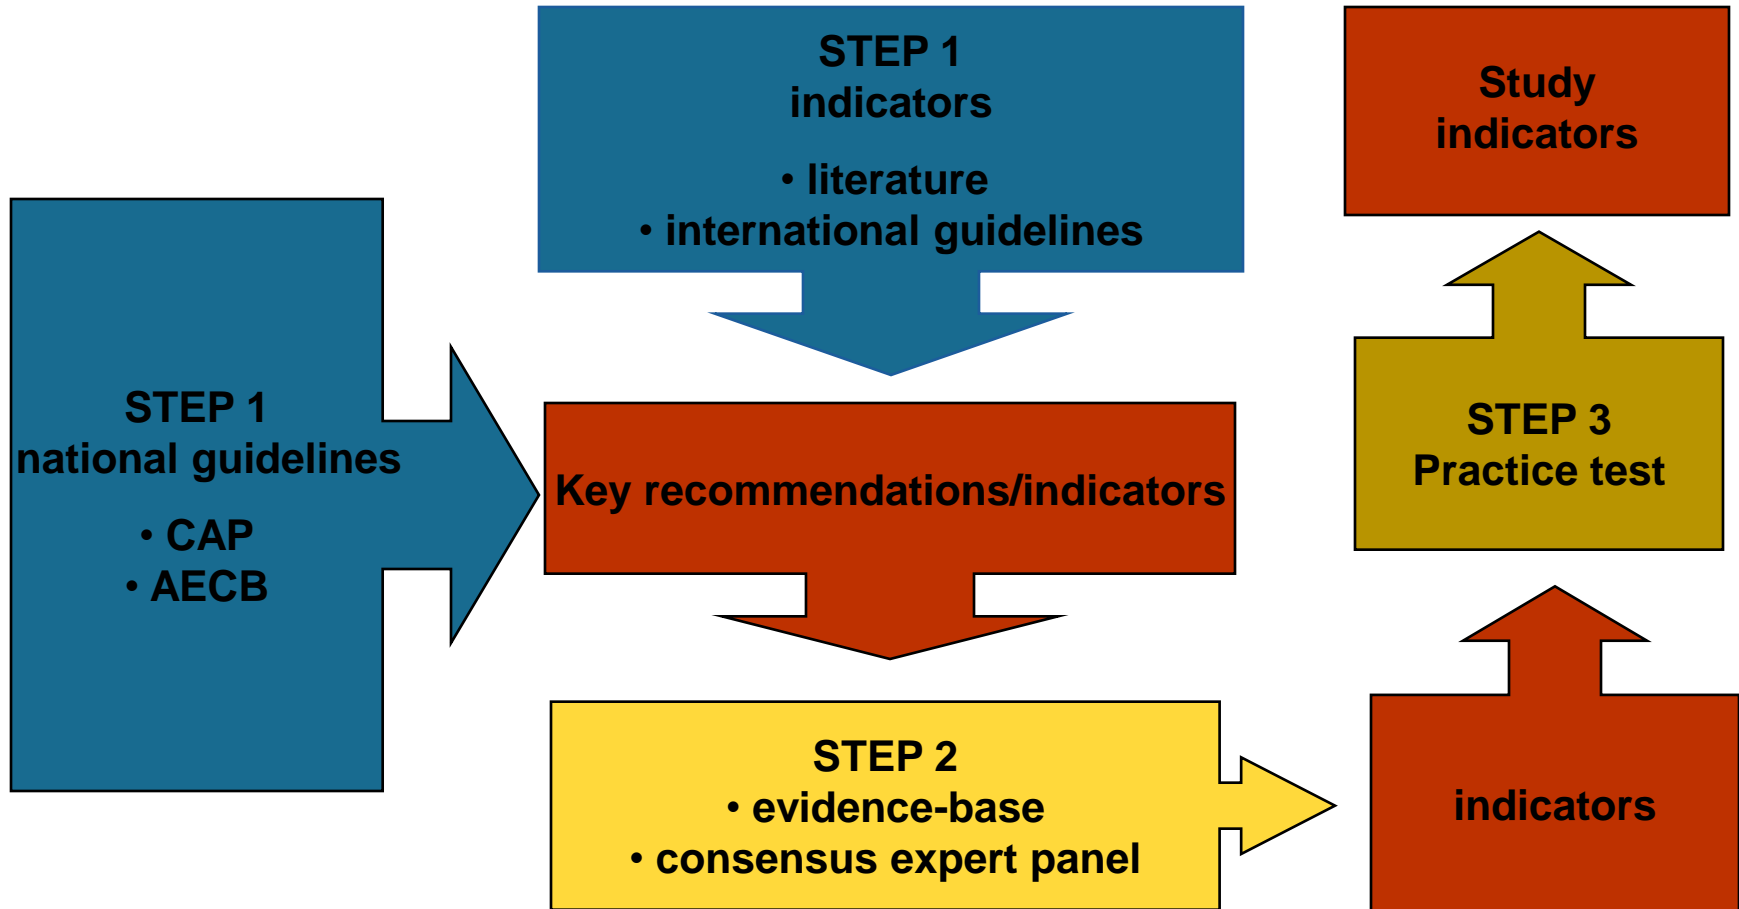 STEP 1
indicators
• literature
• international guidelines
STEP 1
national guidelines
• CAP
• AECB
Key recommendations/indicators
STEP 2
• evidence-base
• consensus expert panel
indicators
STEP 3
Practice test
Study
indicators